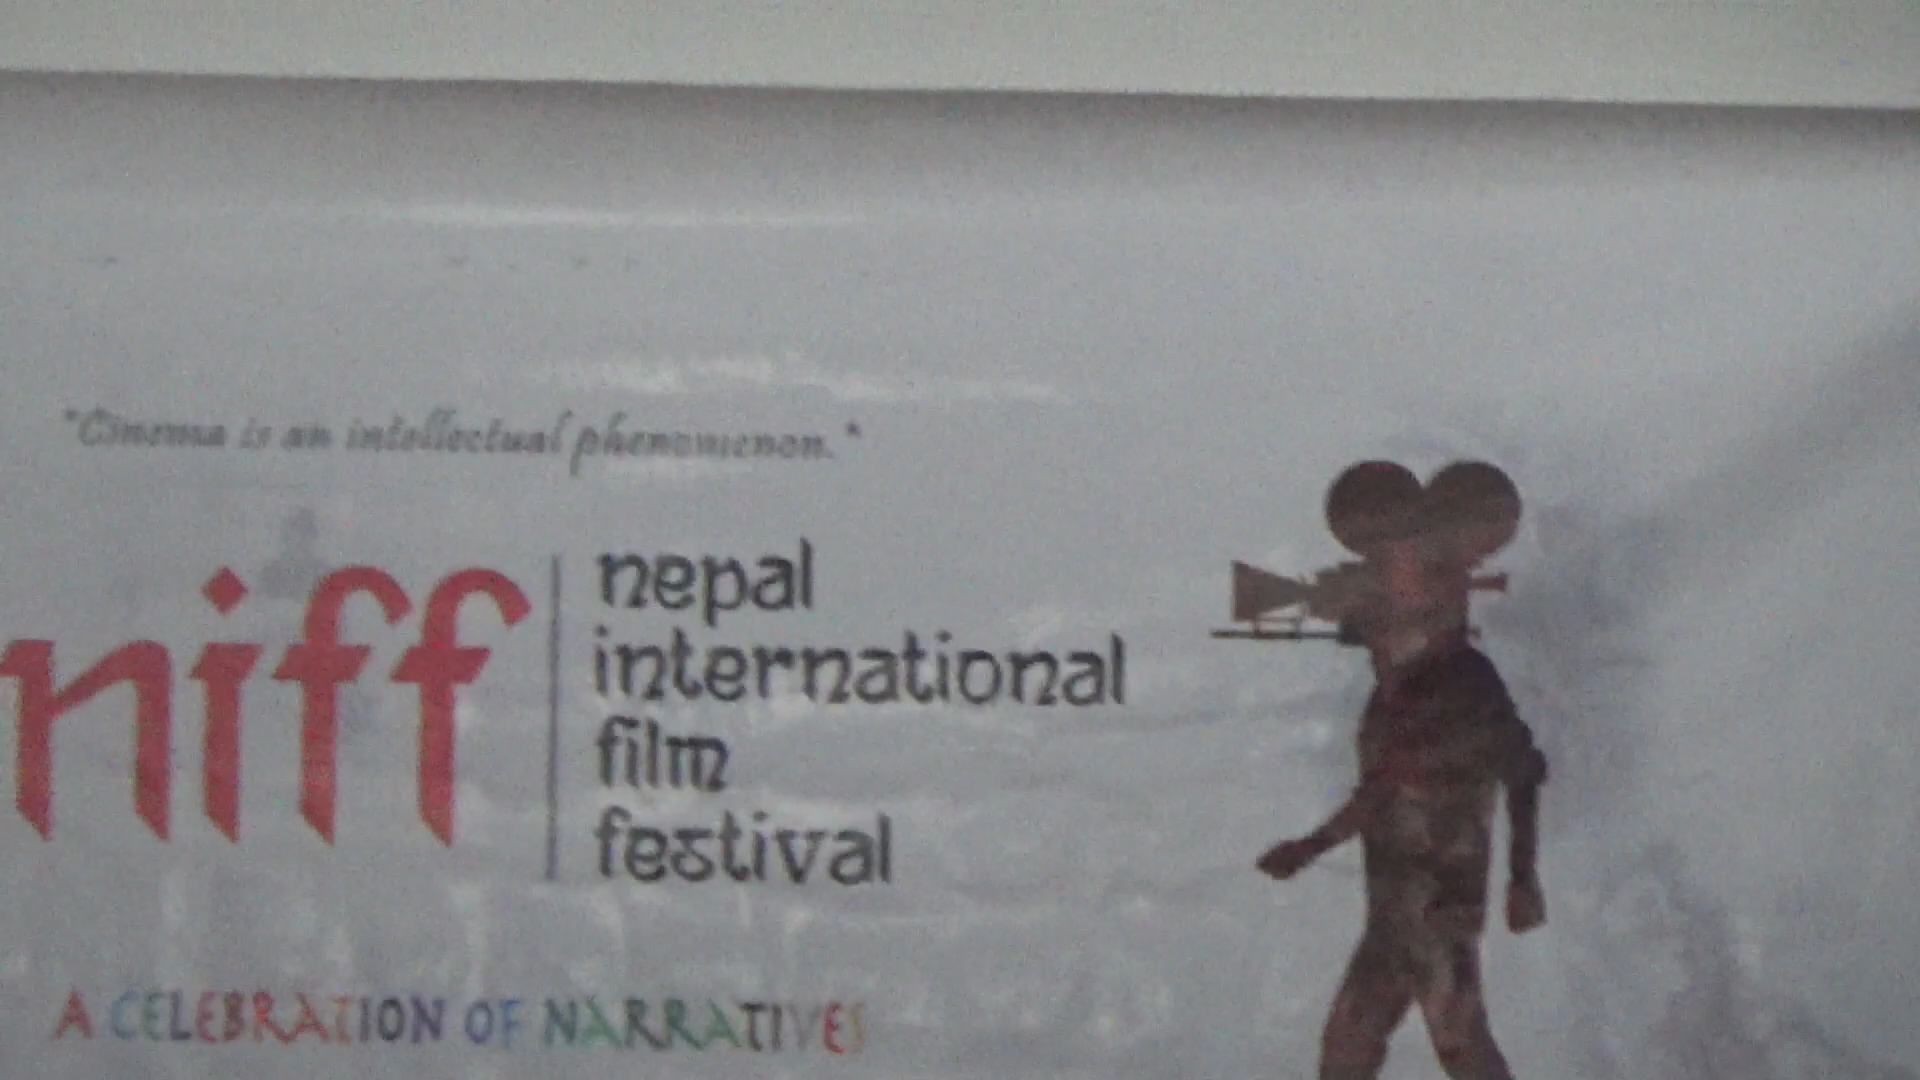 "Cinema is an intellectual phenomenon."
niff
nepal
international
film
festival
A CELEBRATION OF NARRATIVES